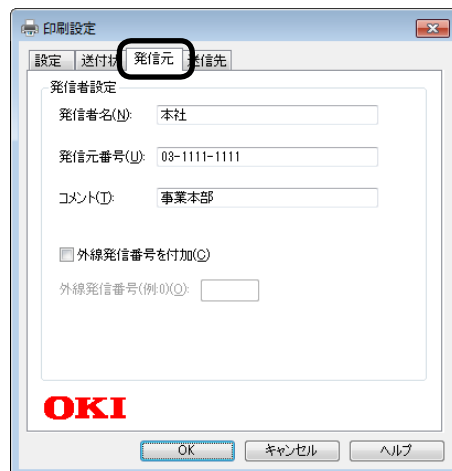 印刷設定
設定 送付状 発信元 送信先
発信者設定
発信者名(N): 本社
発信元番号(U): 03-1111-1111
コメント(T): 事業本部
外線発信番号を付加(C)
外線発信番号(例:0)(O):
OKI
OK キャンセル ヘルプ